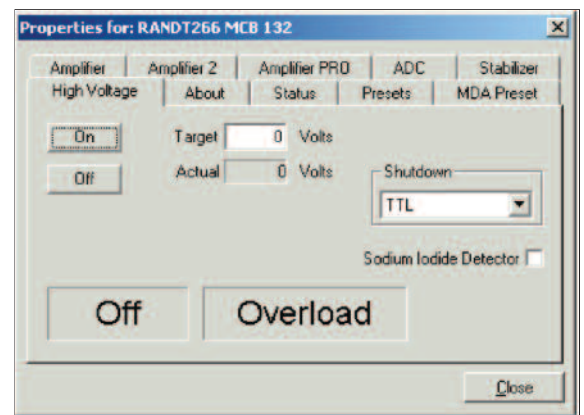 Properties for: RANDT266 MCB 132
Amplifier Amplifier 2 Amplifier PRO ADC Stabilizer
High Voltage About Status Presets MDA Preset
On Target 0 Volts
Off Actual 0 Volts
Shutdown
TTL
Sodium Iodide Detector
Off Overload
Close